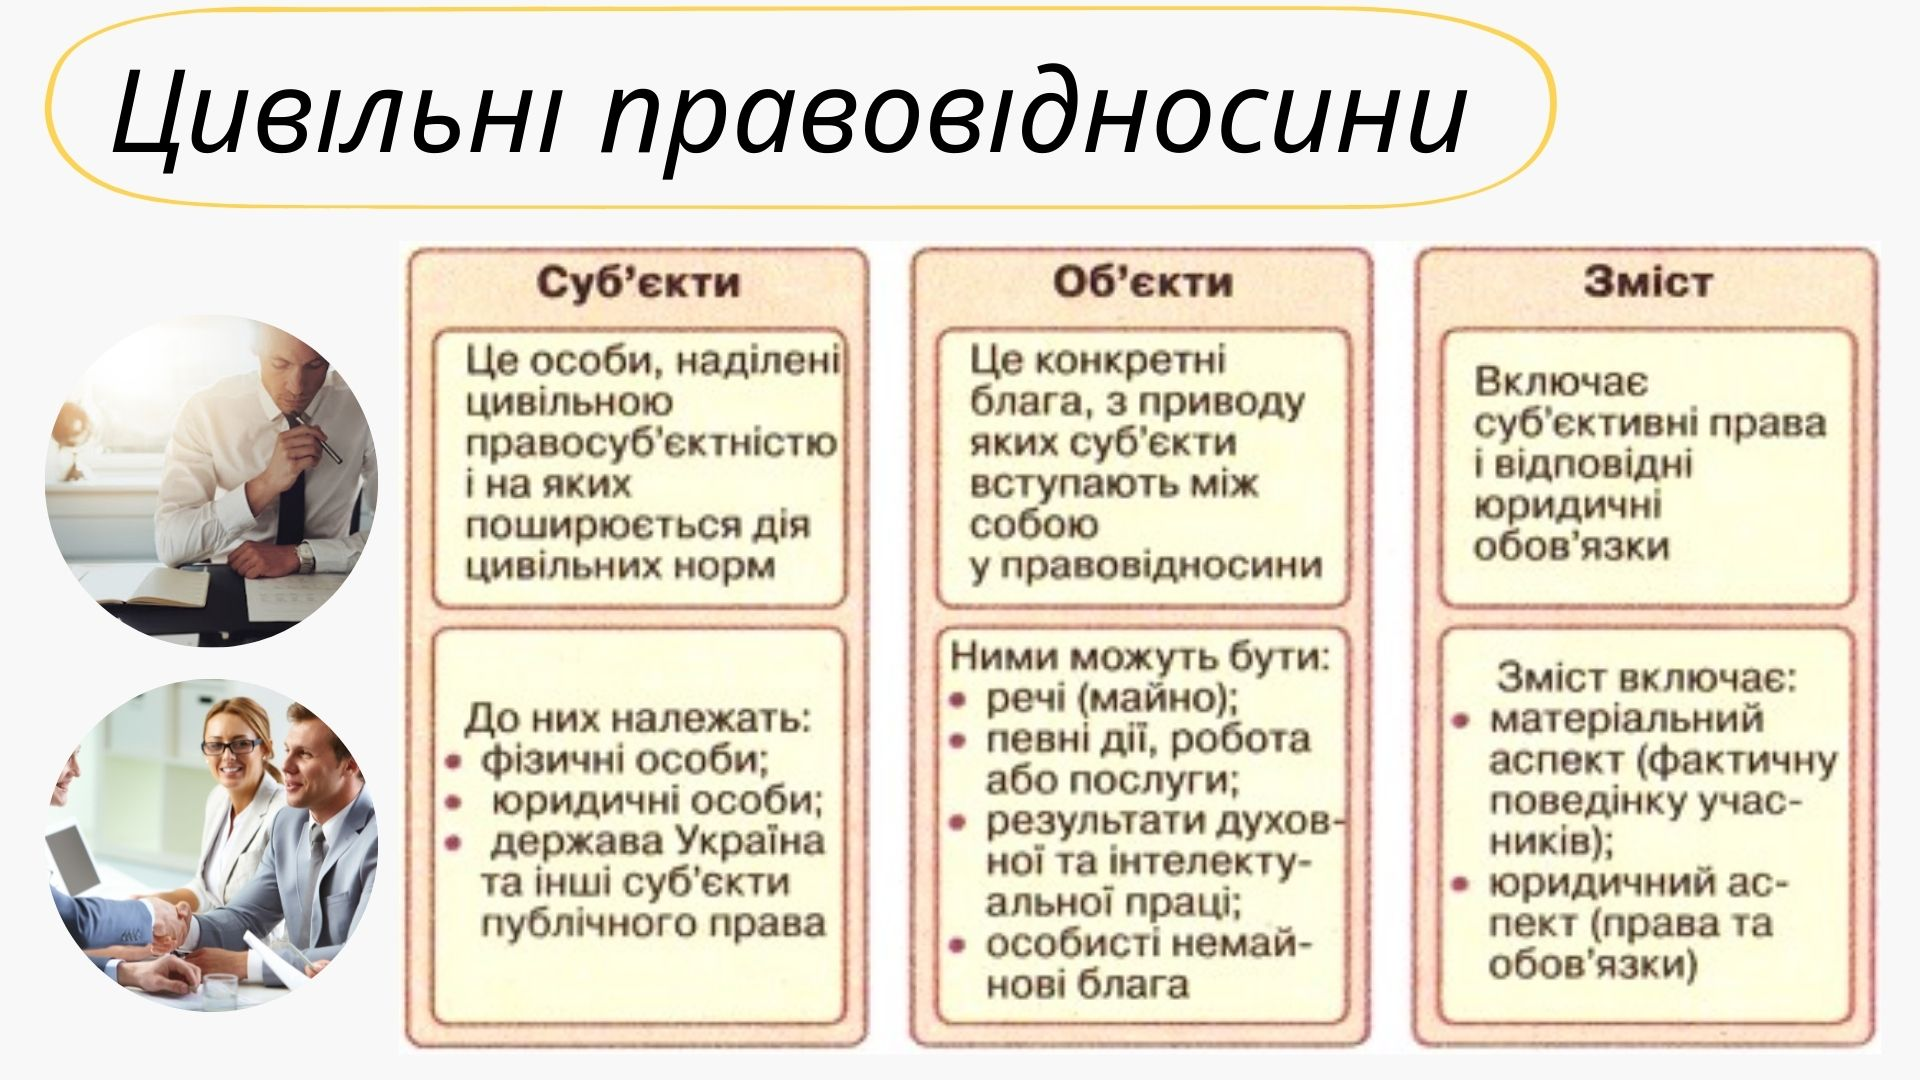 Цивільні правовідносини
Суб’єкти
Це особи, наділені
цивільною
правосуб’єктністю
і на яких
поширюється дія
цивільних норм
До них належать:
• фізичні особи;
• юридичні особи;
• держава Україна
та інші суб’єкти
публічного права
Об’єкти
Це конкретні
блага, з приводу
яких суб’єкти
вступають між
собою
у правовідносини
Ними можуть бути:
• речі (майно);
• певні дії, робота
або послуги;
• результати духов-
ної та інтелекту-
альної праці;
• особисті немай-
нові блага
Зміст
Включає
суб’єктивні права
і відповідні
юридичні
обов’язки
Зміст включає:
• матеріальний
аспект (фактичну
поведінку учас-
ників);
• юридичний ас-
пект (права та
обов’язки)